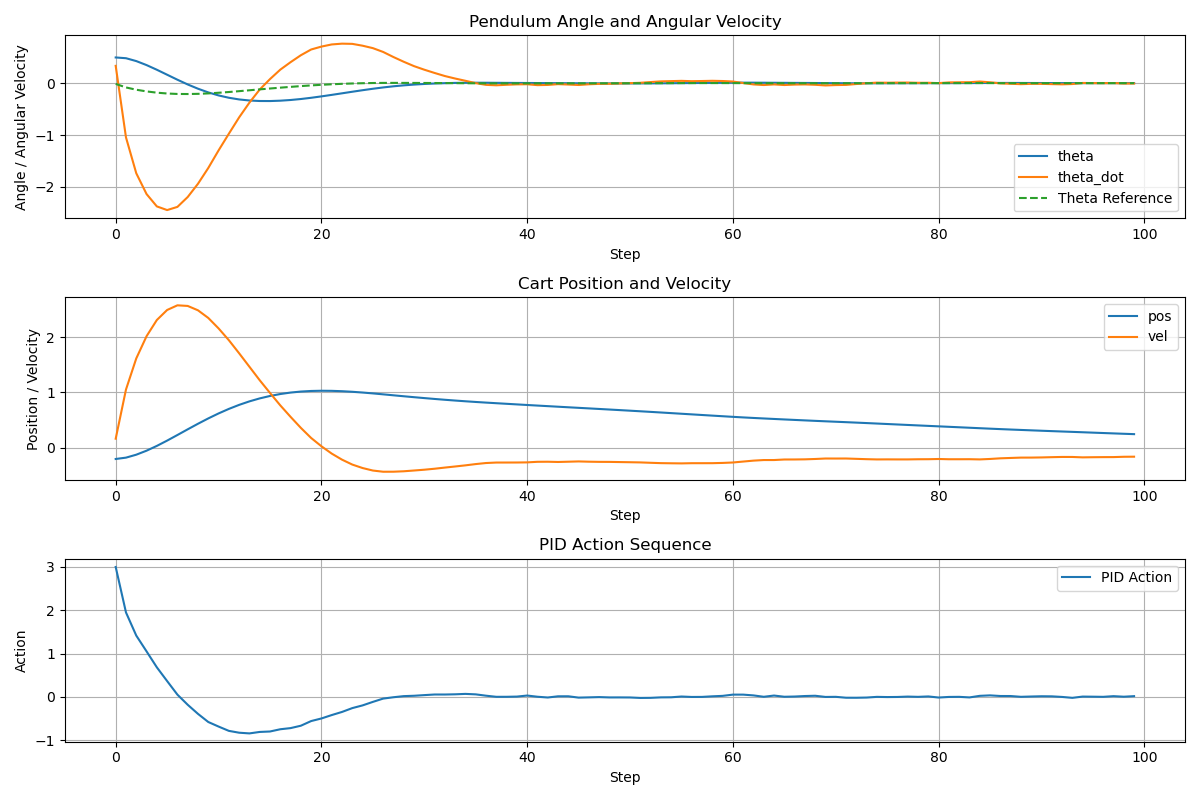 Pendulum Angle and Angular Velocity
Angle / Angular Velocity
0
−1
−2
theta
theta_dot
Theta Reference
0 20 40 60 80 100
Step
Cart Position and Velocity
Position / Velocity
2
1
0
pos
vel
0 20 40 60 80 100
Step
PID Action Sequence
Action
3
2
1
0
−1
PID Action
0 20 40 60 80 100
Step